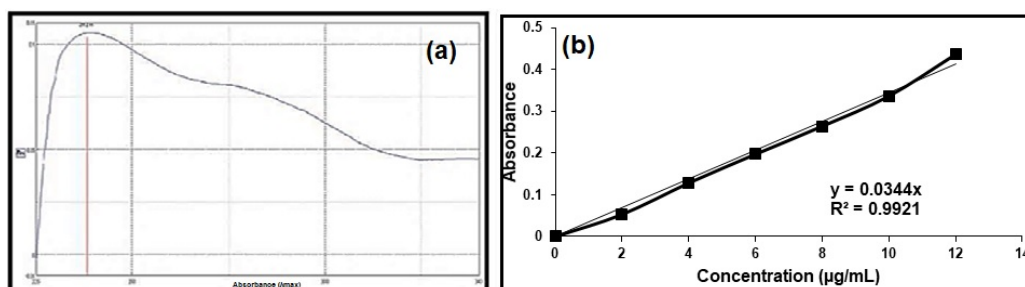 (a)
Absorbance (λmax)
(b)
0.5
0.4
0.3
0.2
0.1
0
Absorbance
y = 0.0344x
R² = 0.9921
0 2 4 6 8 10 12 14
Concentration (µg/mL)